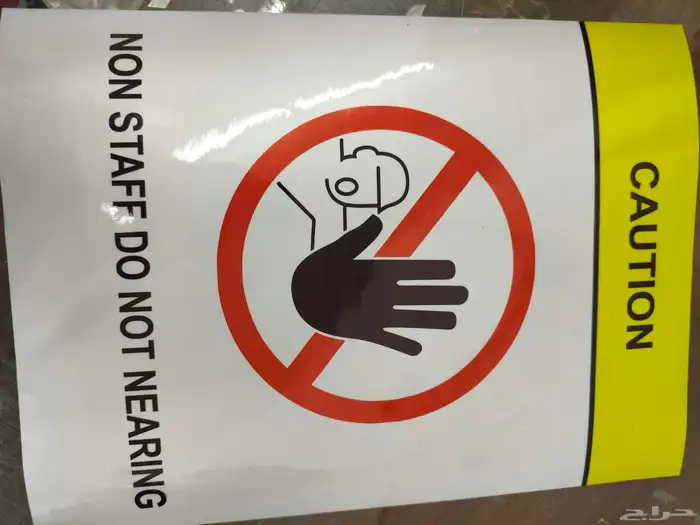 CAUTION
NON STAFF DO NOT NEARING
حراج